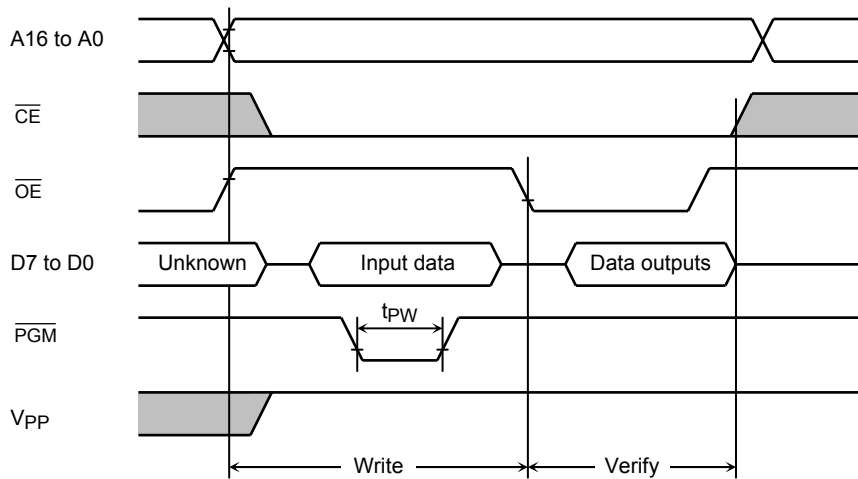 A16 to A0
CE
OE
D7 to D0 Unknown Input data Data outputs
tPW
PGM
VPP
Write Verify